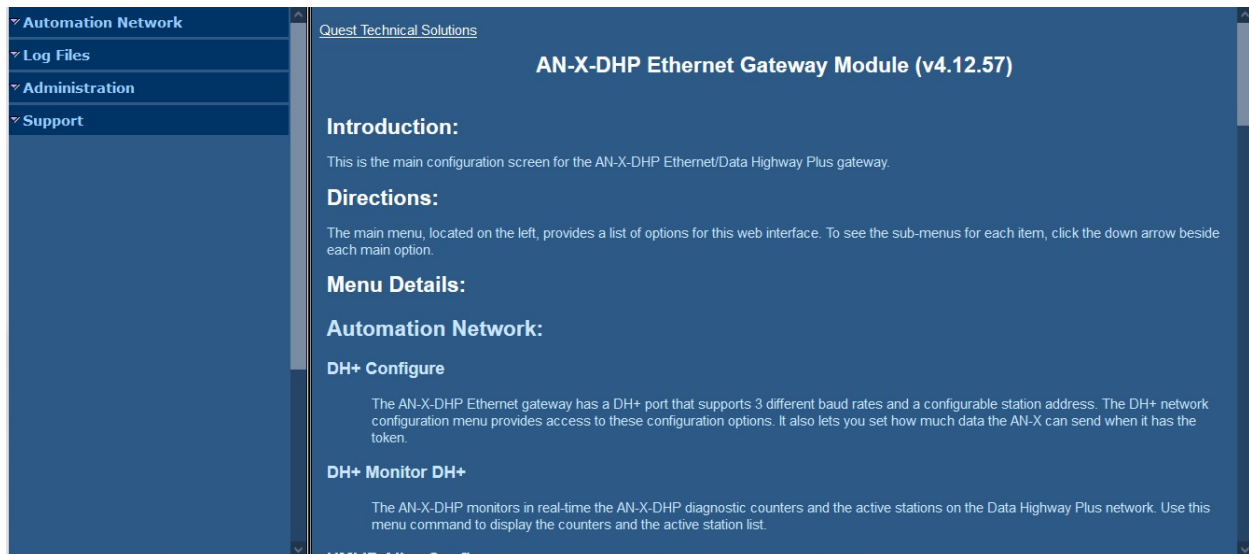 Automation Network
Log Files
Administration
Support
Quest Technical Solutions
AN-X-DHP Ethernet Gateway Module (v4.12.57)
Introduction:
This is the main configuration screen for the AN-X-DHP Ethernet/Data Highway Plus gateway.
Directions:
The main menu, located on the left, provides a list of options for this web interface. To see the sub-menus for each item, click the down arrow beside
each main option.
Menu Details:
Automation Network:
DH+ Configure
The AN-X-DHP Ethernet gateway has a DH+ port that supports 3 different baud rates and a configurable station address. The DH+ network
configuration menu provides access to these configuration options. It also lets you set how much data the AN-X can send when it has the
token.
DH+ Monitor DH+
The AN-X-DHP monitors in real-time the AN-X-DHP diagnostic counters and the active stations on the Data Highway Plus network. Use this
menu command to display the counters and the active station list.